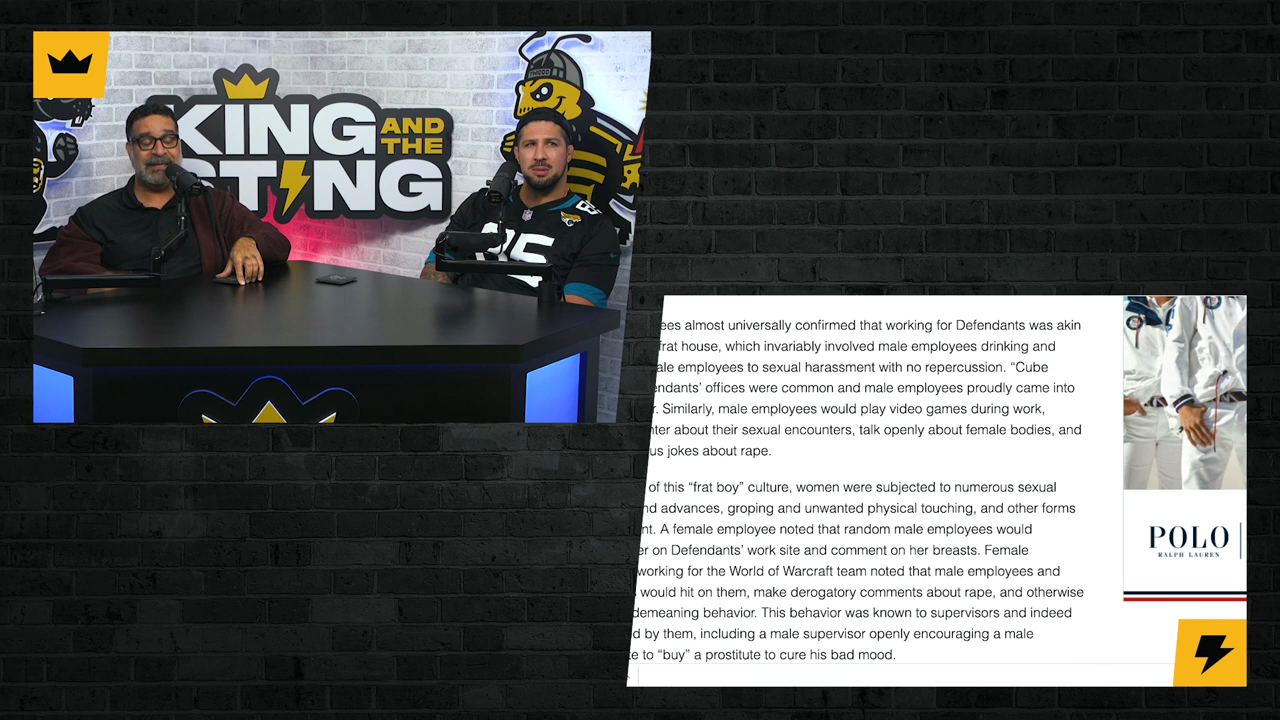 KING
AND
THE
STING
THICCC
85
85
ees almost universally confirmed that working for Defendants was akin
frat house, which invariably involved male employees drinking and
ale employees to sexual harassment with no repercussion. “Cube
endants’ offices were common and male employees proudly came into
r. Similarly, male employees would play video games during work,
nter about their sexual encounters, talk openly about female bodies, and
us jokes about rape.
of this “frat boy” culture, women were subjected to numerous sexual
nd advances, groping and unwanted physical touching, and other forms
nt. A female employee noted that random male employees would
er on Defendants’ work site and comment on her breasts. Female
working for the World of Warcraft team noted that male employees and
would hit on them, make derogatory comments about rape, and otherwise
demeaning behavior. This behavior was known to supervisors and indeed
d by them, including a male supervisor openly encouraging a male
te to “buy” a prostitute to cure his bad mood.
POLO
RALPH LAUREN